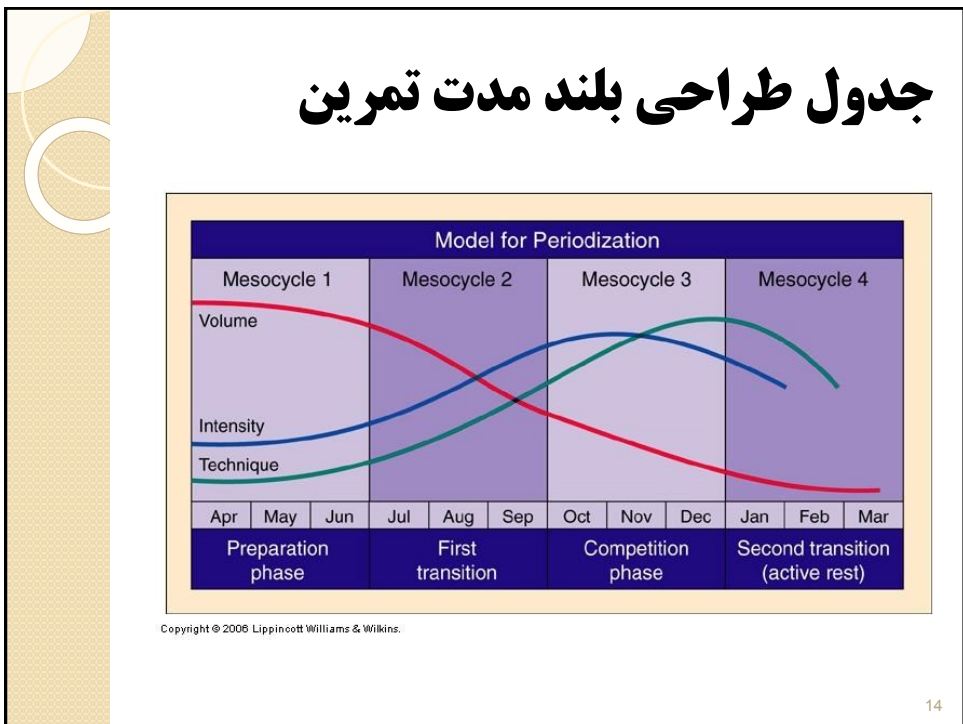 جدول طراحی بلند مدت تمرین
Model for Periodization
Mesocycle 1 Mesocycle 2 Mesocycle 3 Mesocycle 4
Volume
Intensity
Technique
Apr May Jun Jul Aug Sep Oct Nov Dec Jan Feb Mar
Preparation phase
First transition
Competition phase
Second transition (active rest)
Copyright © 2006 Lippincott Williams & Wilkins.
14